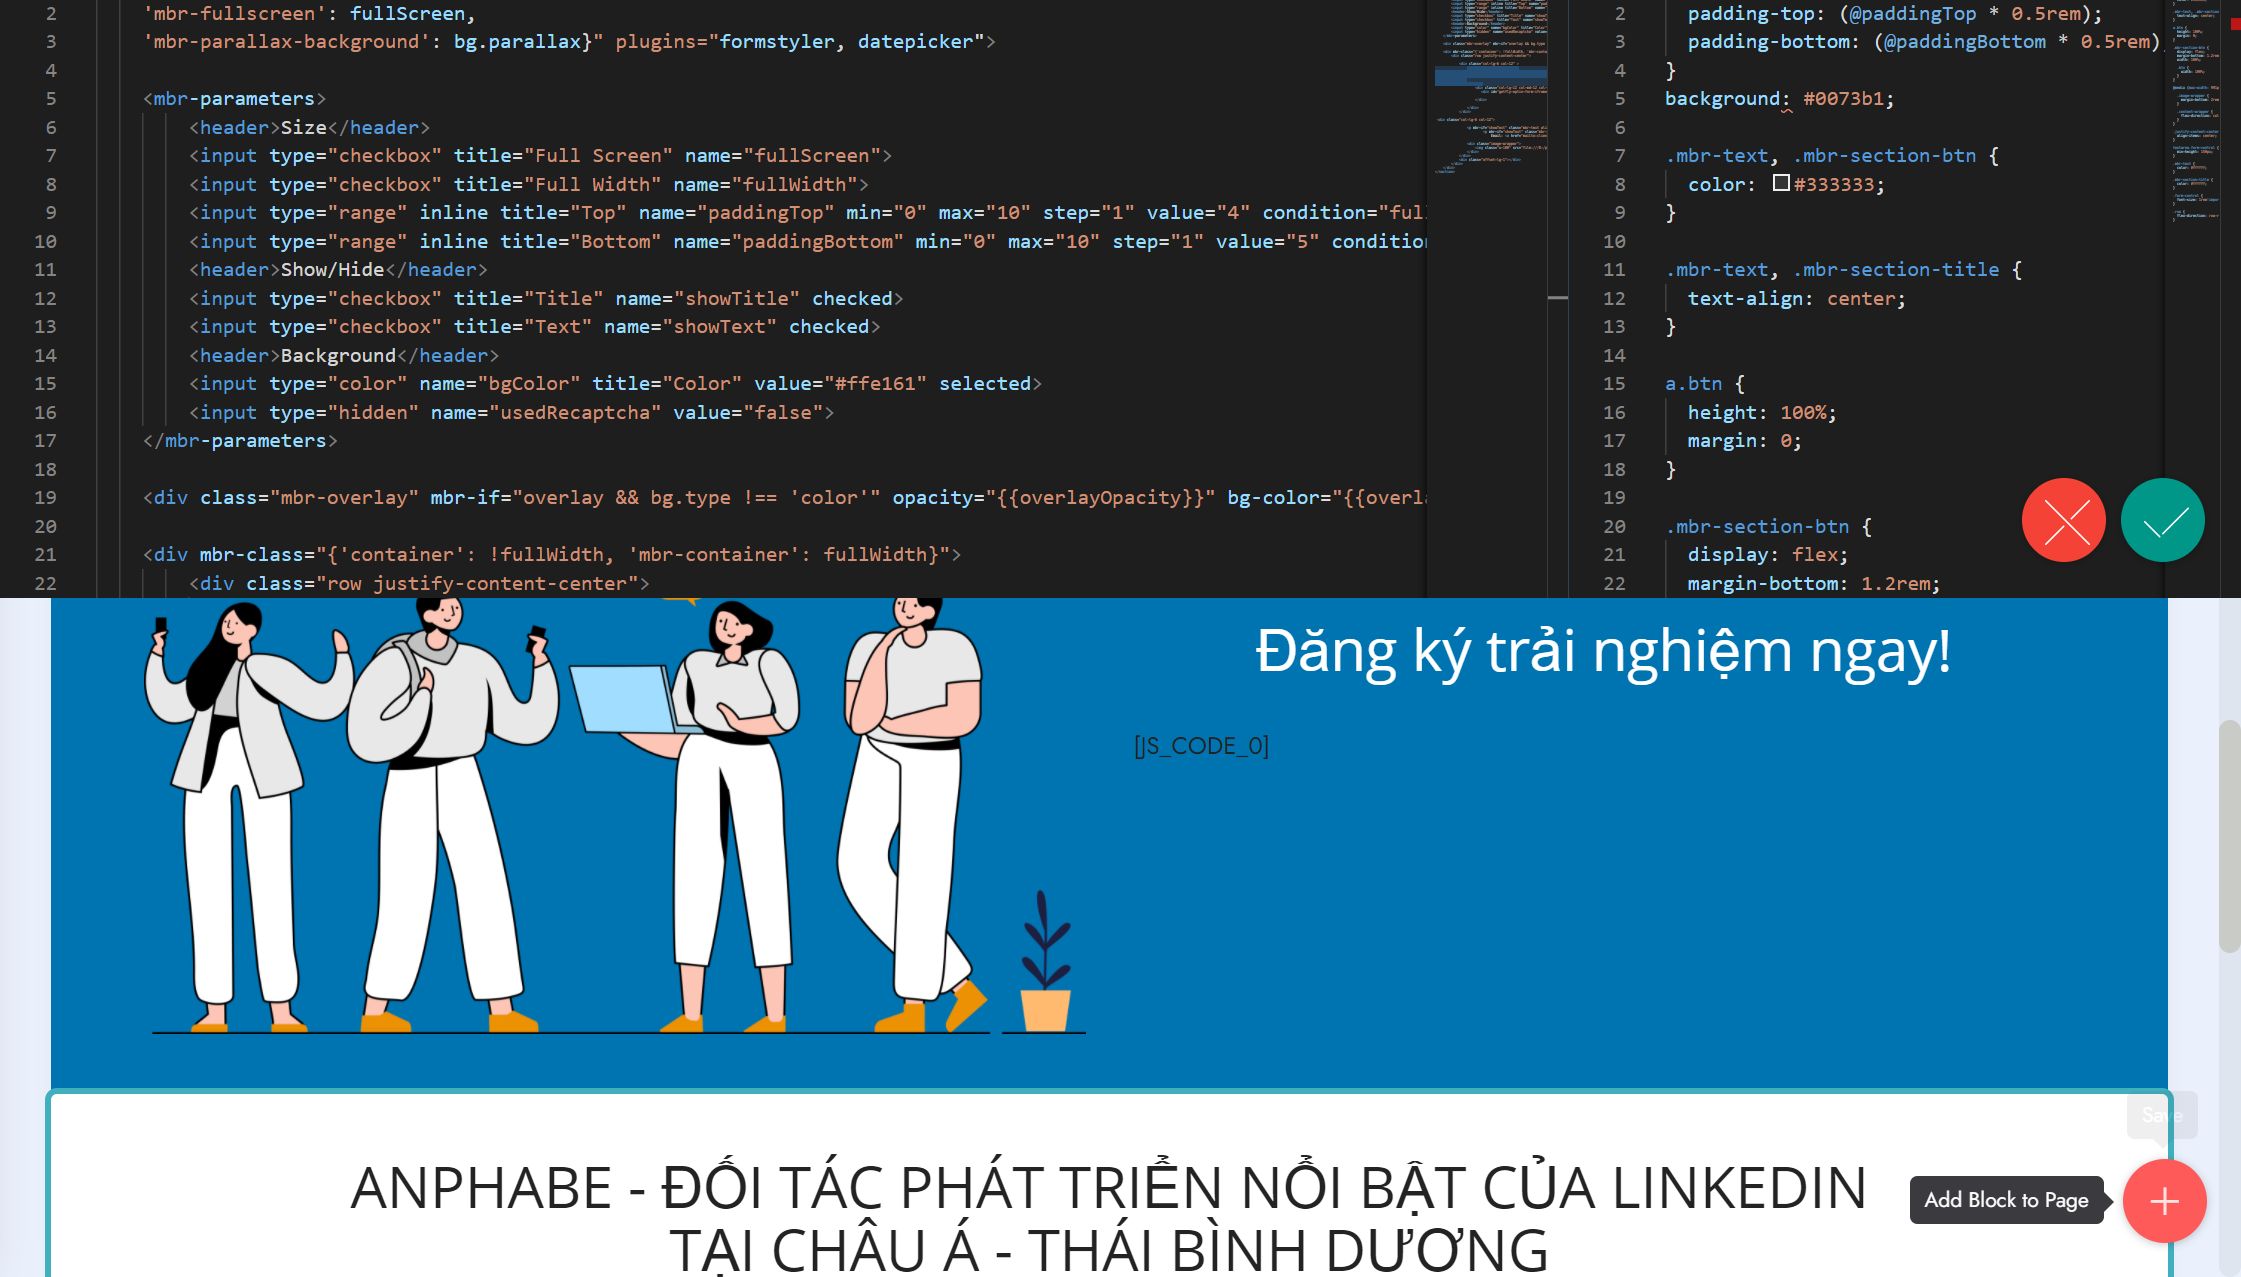 2 'mbr-fullscreen': fullScreen,
3 'mbr-parallax-background': bg.parallax}" plugins="formstyler, datepicker">
4
5 <mbr-parameters>
6 <header>Size</header>
7 <input type="checkbox" title="Full Screen" name="fullScreen">
8 <input type="checkbox" title="Full Width" name="fullWidth">
9 <input type="range" inline title="Top" name="paddingTop" min="0" max="10" step="1" value="4" condition="ful
10 <input type="range" inline title="Bottom" name="paddingBottom" min="0" max="10" step="1" value="5" conditio
11 <header>Show/Hide</header>
12 <input type="checkbox" title="Title" name="showTitle" checked>
13 <input type="checkbox" title="Text" name="showText" checked>
14 <header>Background</header>
15 <input type="color" name="bgColor" title="Color" value="#ffe161" selected>
16 <input type="hidden" name="usedRecaptcha" value="false">
17 </mbr-parameters>
18
19 <div class="mbr-overlay" mbr-if="overlay && bg.type !== 'color'" opacity="{{overlayOpacity}}" bg-color="{{overl
20
21 <div mbr-class="{'container': !fullWidth, 'mbr-container': fullWidth}">
22 <div class="row justify-content-center">
2 padding-top: (@paddingTop * 0.5rem);
3 padding-bottom: (@paddingBottom * 0.5rem)
4 }
5 background: #0073b1;
6
7 .mbr-text, .mbr-section-btn {
8 color: #333333;
9 }
10
11 .mbr-text, .mbr-section-title {
12 text-align: center;
13 }
14
15 a.btn {
16 height: 100%;
17 margin: 0;
18 }
19
20 .mbr-section-btn {
21 display: flex;
22 margin-bottom: 1.2rem;
Đăng ký trải nghiệm ngay!
[JS_CODE_0]
ANPHABE - ĐỐI TÁC PHÁT TRIỂN NỔI BẬT CỦA LINKEDIN
TẠI CHÂU Á - THÁI BÌNH DƯƠNG
Save
Add Block to Page